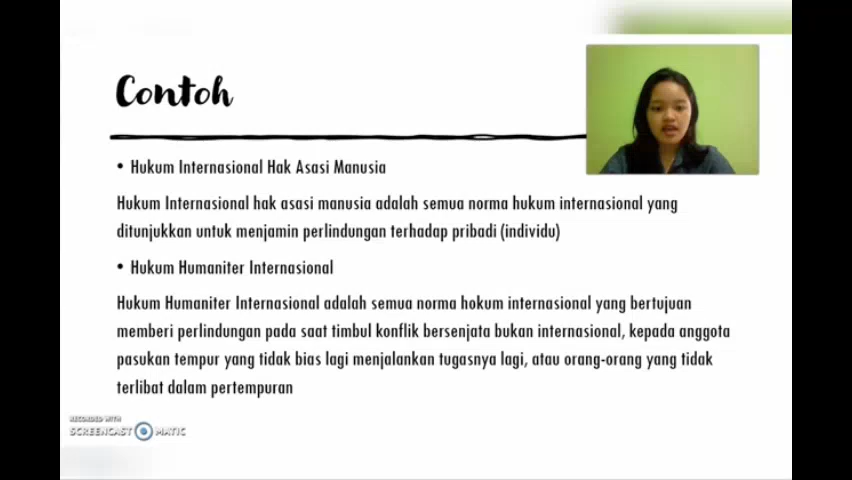 Contoh
• Hukum Internasional Hak Asasi Manusia
Hukum Internasional hak asasi manusia adalah semua norma hukum internasional yang
ditunjukkan untuk menjamin perlindungan terhadap pribadi (individu)
• Hukum Humaniter Internasional
Hukum Humaniter Internasional adalah semua norma hokum internasional yang bertujuan
memberi perlindungan pada saat timbul konflik bersenjata bukan internasional, kepada anggota
pasukan tempur yang tidak bias lagi menjalankan tugasnya lagi, atau orang-orang yang tidak
terlibat dalam pertempuran
RECORDED WITH
SCREENCAST MATIC